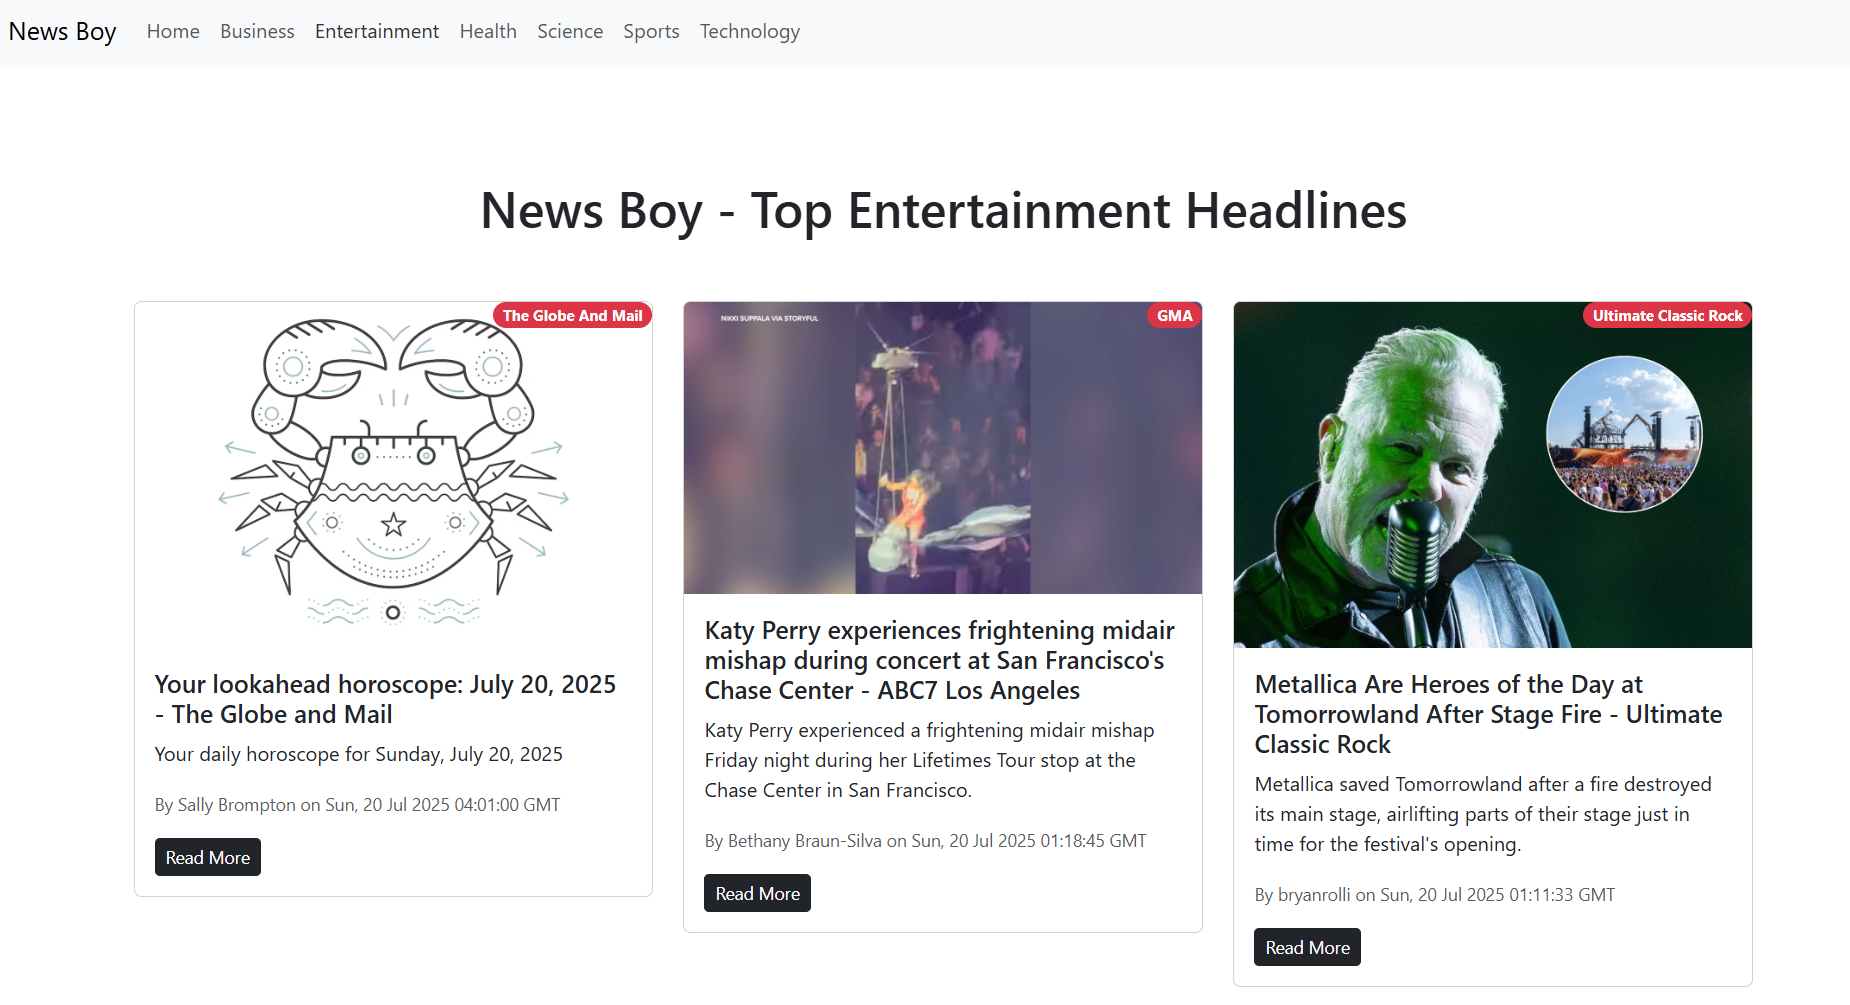 News Boy Home Business Entertainment Health Science Sports Technology
News Boy - Top Entertainment Headlines
The Globe And Mail
Your lookahead horoscope: July 20, 2025
- The Globe and Mail
Your daily horoscope for Sunday, July 20, 2025
By Sally Brompton on Sun, 20 Jul 2025 04:01:00 GMT
Read More
NIKKI SUPPALA VIA STORYFUL
GMA
Katy Perry experiences frightening midair
mishap during concert at San Francisco's
Chase Center - ABC7 Los Angeles
Katy Perry experienced a frightening midair mishap
Friday night during her Lifetimes Tour stop at the
Chase Center in San Francisco.
By Bethany Braun-Silva on Sun, 20 Jul 2025 01:18:45 GMT
Read More
Ultimate Classic Rock
Metallica Are Heroes of the Day at
Tomorrowland After Stage Fire - Ultimate
Classic Rock
Metallica saved Tomorrowland after a fire destroyed
its main stage, airlifting parts of their stage just in
time for the festival's opening.
By bryanrolli on Sun, 20 Jul 2025 01:11:33 GMT
Read More